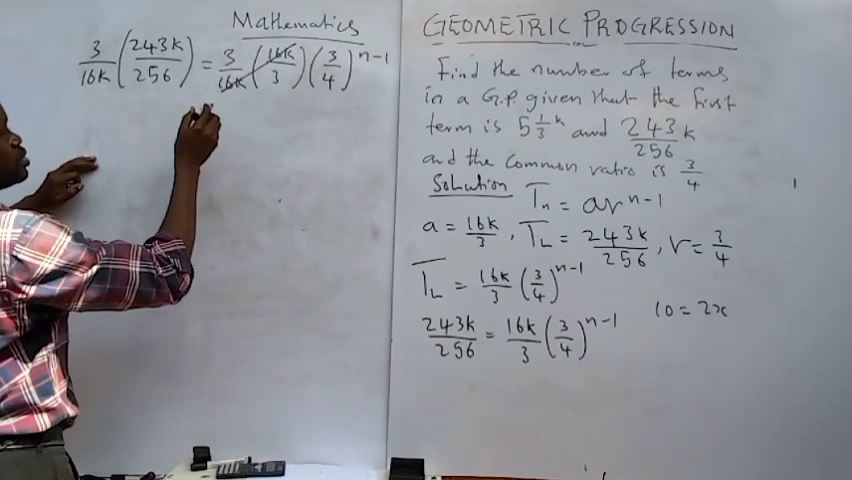 Mathematics
3/16k (243k/256) = 3/16k (16k/3) (3/4)^n-1
GEOMETRIC PROGRESSION
Find the number of terms
in a G.P given that the first
term is 5 1/3 k and 243/256 k
and the common ratio is 3/4
Solution Tn = ar^n-1
a = 16k/3, TL = 243k/256, r = 3/4
TL = 16k/3 (3/4)^n-1
10 = 2x
243k/256 = 16k/3 (3/4)^n-1